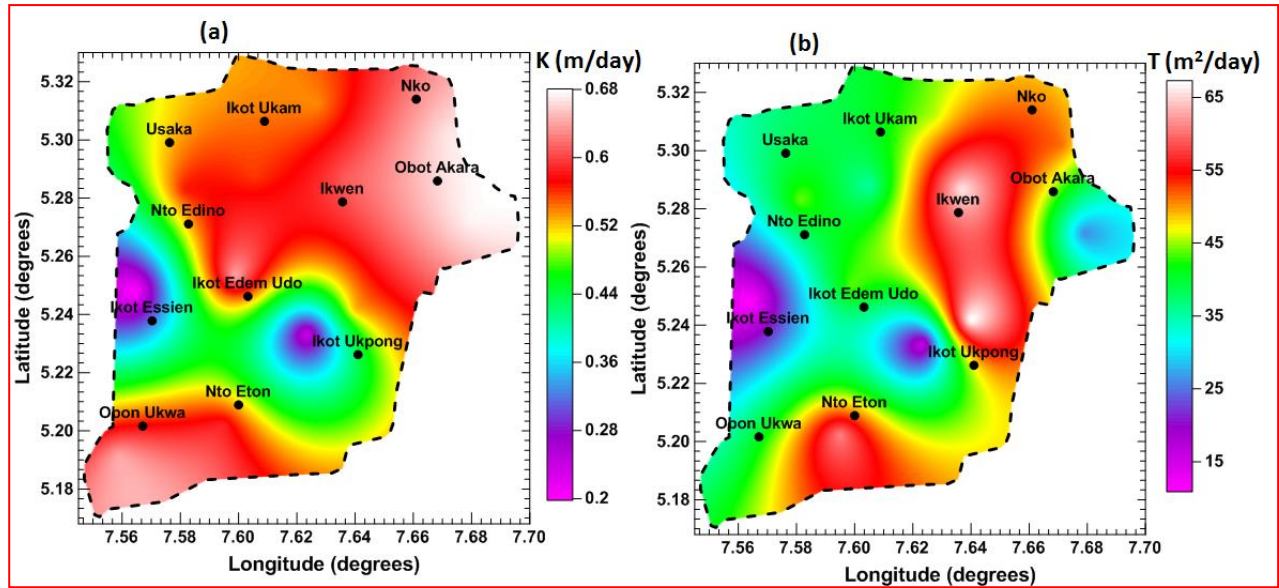 (a)
K (m/day)
5.32
5.30
5.28
5.26
5.24
5.22
5.20
5.18
Latitude (degrees)
Nko
Ikot Ukam
Usaka
Obot Akara
Ikwen
Nto Edino
Ikot Edem Udo
Ikot Essien
Ikot Ukpong
Nto Eton
Opon Ukwa
0.68
0.6
0.52
0.44
0.36
0.28
0.2
7.56 7.58 7.60 7.62 7.64 7.66 7.68 7.70
Longitude (degrees)
(b)
T (m²/day)
5.32
5.30
5.28
5.26
5.24
5.22
5.20
5.18
Latitude (degrees)
Nko
Ikot Ukam
Usaka
Obot Akara
Ikwen
Nto Edino
Ikot Edem Udo
Ikot Essien
Ikot Ukpong
Nto Eton
Opon Ukwa
65
55
45
35
25
15
7.56 7.58 7.60 7.62 7.64 7.66 7.68 7.70
Longitude (degrees)